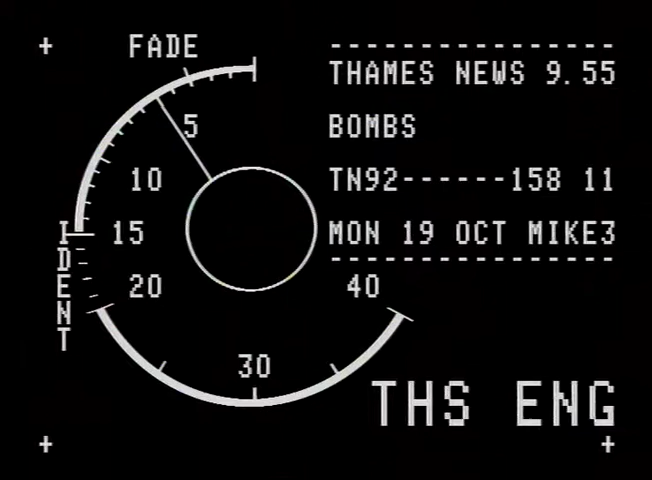 FADE
----------------
THAMES NEWS 9.55
BOMBS
TN92------158 11
MON 19 OCT MIKE3
----------------
5
10
15
20
30
40
IDENT
THS ENG